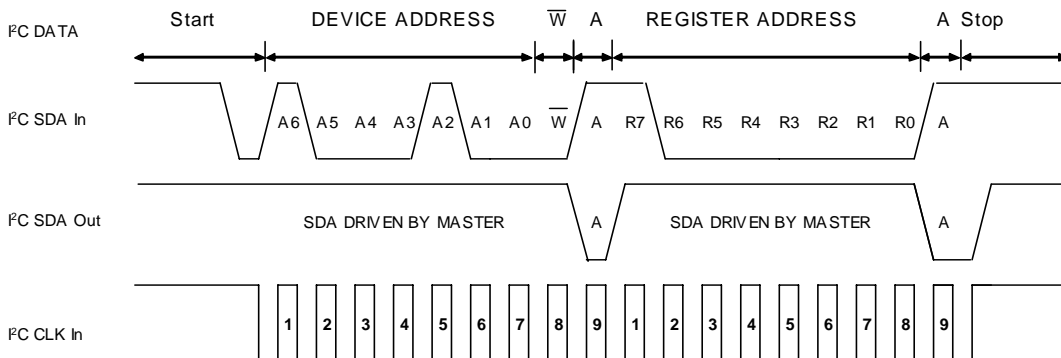 Start DEVICE ADDRESS W̅ A REGISTER ADDRESS A Stop
I²C DATA
I²C SDA In
A6 A5 A4 A3 A2 A1 A0 W̅ A R7 R6 R5 R4 R3 R2 R1 R0 A
I²C SDA Out
SDA DRIVEN BY MASTER A SDA DRIVEN BY MASTER A
I²C CLK In
1 2 3 4 5 6 7 8 9 1 2 3 4 5 6 7 8 9